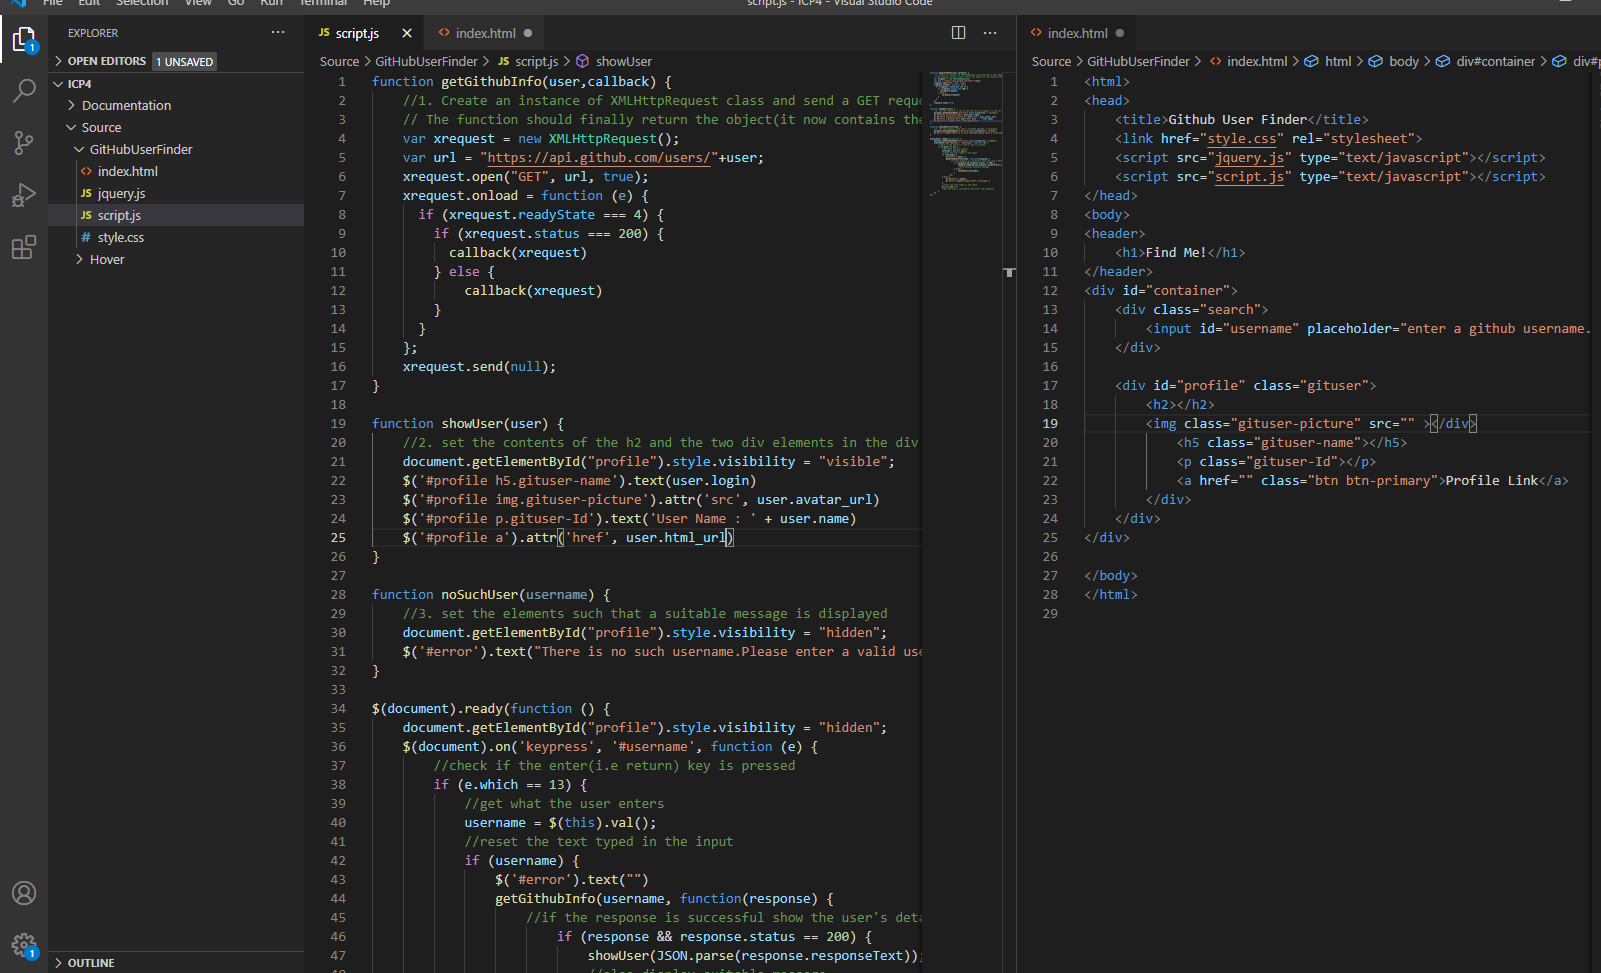 File Edit Selection View Go Run Terminal Help
script.js - ICP4 - Visual Studio Code
EXPLORER
OPEN EDITORS 1 UNSAVED
ICP4
Documentation
Source
GitHubUserFinder
index.html
JS jquery.js
JS script.js
# style.css
Hover
OUTLINE
1
1
JS script.js
index.html
Source > GitHubUserFinder > JS script.js > showUser
1 function getGithubInfo(user,callback) {
2 //1. Create an instance of XMLHttpRequest class and send a GET reque
3 // The function should finally return the object(it now contains the
4 var xrequest = new XMLHttpRequest();
5 var url = "https://api.github.com/users/"+user;
6 xrequest.open("GET", url, true);
7 xrequest.onload = function (e) {
8 if (xrequest.readyState === 4) {
9 if (xrequest.status === 200) {
10 callback(xrequest)
11 } else {
12 callback(xrequest)
13 }
14 }
15 };
16 xrequest.send(null);
17 }
18
19 function showUser(user) {
20 //2. set the contents of the h2 and the two div elements in the div
21 document.getElementById("profile").style.visibility = "visible";
22 $('#profile h5.gituser-name').text(user.login)
23 $('#profile img.gituser-picture').attr('src', user.avatar_url)
24 $('#profile p.gituser-Id').text('User Name : ' + user.name)
25 $('#profile a').attr('href', user.html_url)
26 }
27
28 function noSuchUser(username) {
29 //3. set the elements such that a suitable message is displayed
30 document.getElementById("profile").style.visibility = "hidden";
31 $('#error').text("There is no such username.Please enter a valid use
32 }
33
34 $(document).ready(function () {
35 document.getElementById("profile").style.visibility = "hidden";
36 $(document).on('keypress', '#username', function (e) {
37 //check if the enter(i.e return) key is pressed
38 if (e.which == 13) {
39 //get what the user enters
40 username = $(this).val();
41 //reset the text typed in the input
42 if (username) {
43 $('#error').text("")
44 getGithubInfo(username, function(response) {
45 //if the response is successful show the user's deta
46 if (response && response.status == 200) {
47 showUser(JSON.parse(response.responseText));
index.html
Source > GitHubUserFinder > index.html > html > body > div#container > div#p
1 <html>
2 <head>
3 <title>Github User Finder</title>
4 <link href="style.css" rel="stylesheet">
5 <script src="jquery.js" type="text/javascript"></script>
6 <script src="script.js" type="text/javascript"></script>
7 </head>
8 <body>
9 <header>
10 <h1>Find Me!</h1>
11 </header>
12 <div id="container">
13 <div class="search">
14 <input id="username" placeholder="enter a github username.
15 </div>
16
17 <div id="profile" class="gituser">
18 <h2></h2>
19 <img class="gituser-picture" src="" ></div>
20 <h5 class="gituser-name"></h5>
21 <p class="gituser-Id"></p>
22 <a href="" class="btn btn-primary">Profile Link</a>
23 </div>
24 </div>
25 </div>
26
27 </body>
28 </html>
29